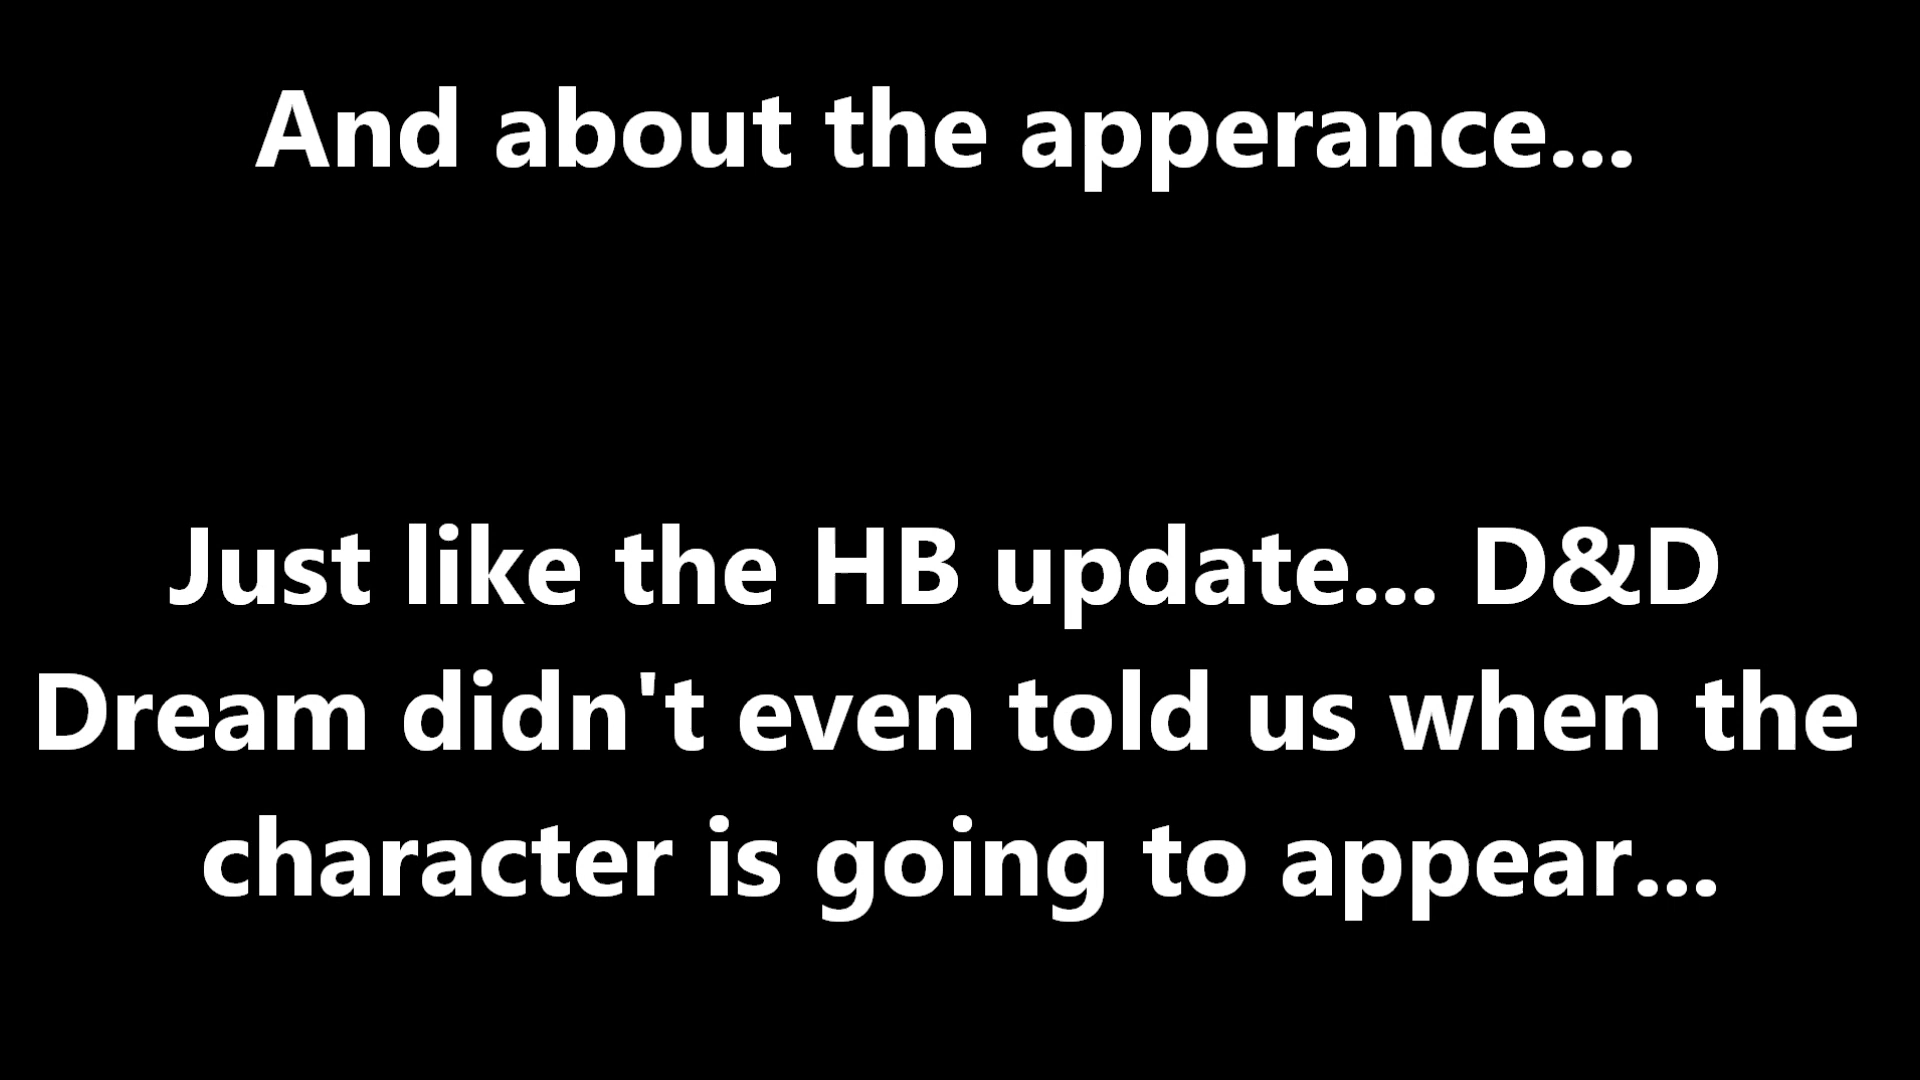 And about the apperance...
Just like the HB update... D&D
Dream didn't even told us when the
character is going to appear...